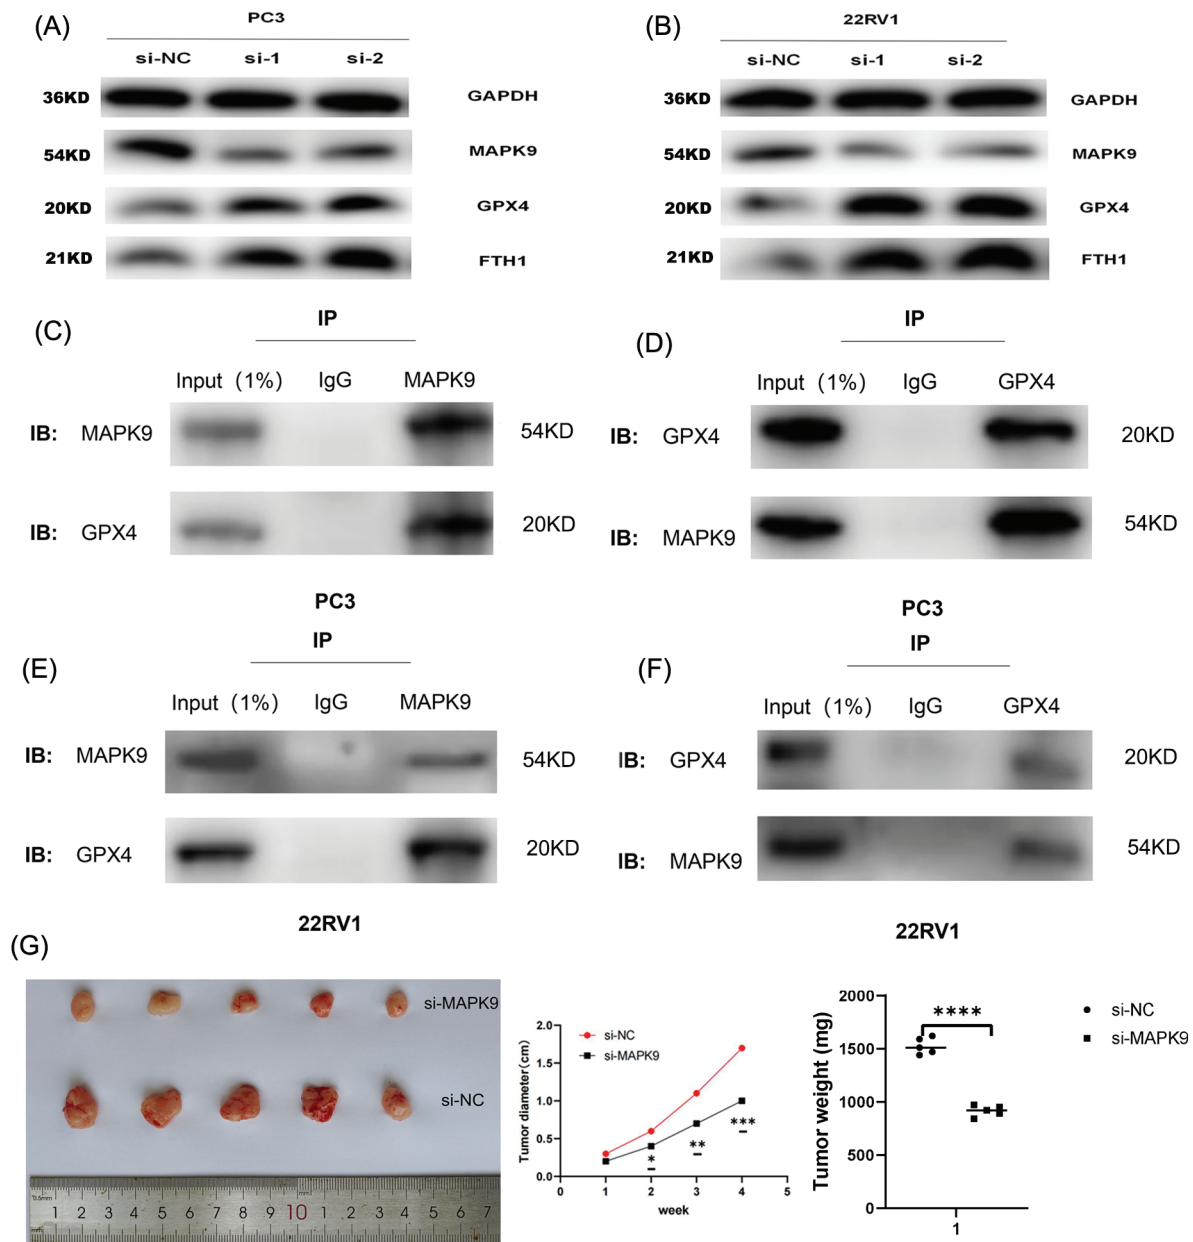 (A)
PC3
si-NC si-1 si-2
36KD GAPDH
54KD MAPK9
20KD GPX4
21KD FTH1
(B)
22RV1
si-NC si-1 si-2
36KD GAPDH
54KD MAPK9
20KD GPX4
21KD FTH1
(C)
IP
Input (1%) IgG MAPK9
IB: MAPK9 54KD
IB: GPX4 20KD
PC3
(D)
IP
Input (1%) IgG GPX4
IB: GPX4 20KD
IB: MAPK9 54KD
PC3
(E)
IP
Input (1%) IgG MAPK9
IB: MAPK9 54KD
IB: GPX4 20KD
22RV1
(F)
IP
Input (1%) IgG GPX4
IB: GPX4 20KD
IB: MAPK9 54KD
22RV1
(G)
si-MAPK9
si-NC
0.5mm
1 2 3 4 5 6 7 8 9 10 1 2 3 4 5 6 7
Tumor diameter(cm)
2.0
1.5
1.0
0.5
0.0
si-NC
si-MAPK9
* ** ***
0 1 2 3 4 5
week
Tumor weight (mg)
2000
1500
1000
500
0
****
1
si-NC
si-MAPK9